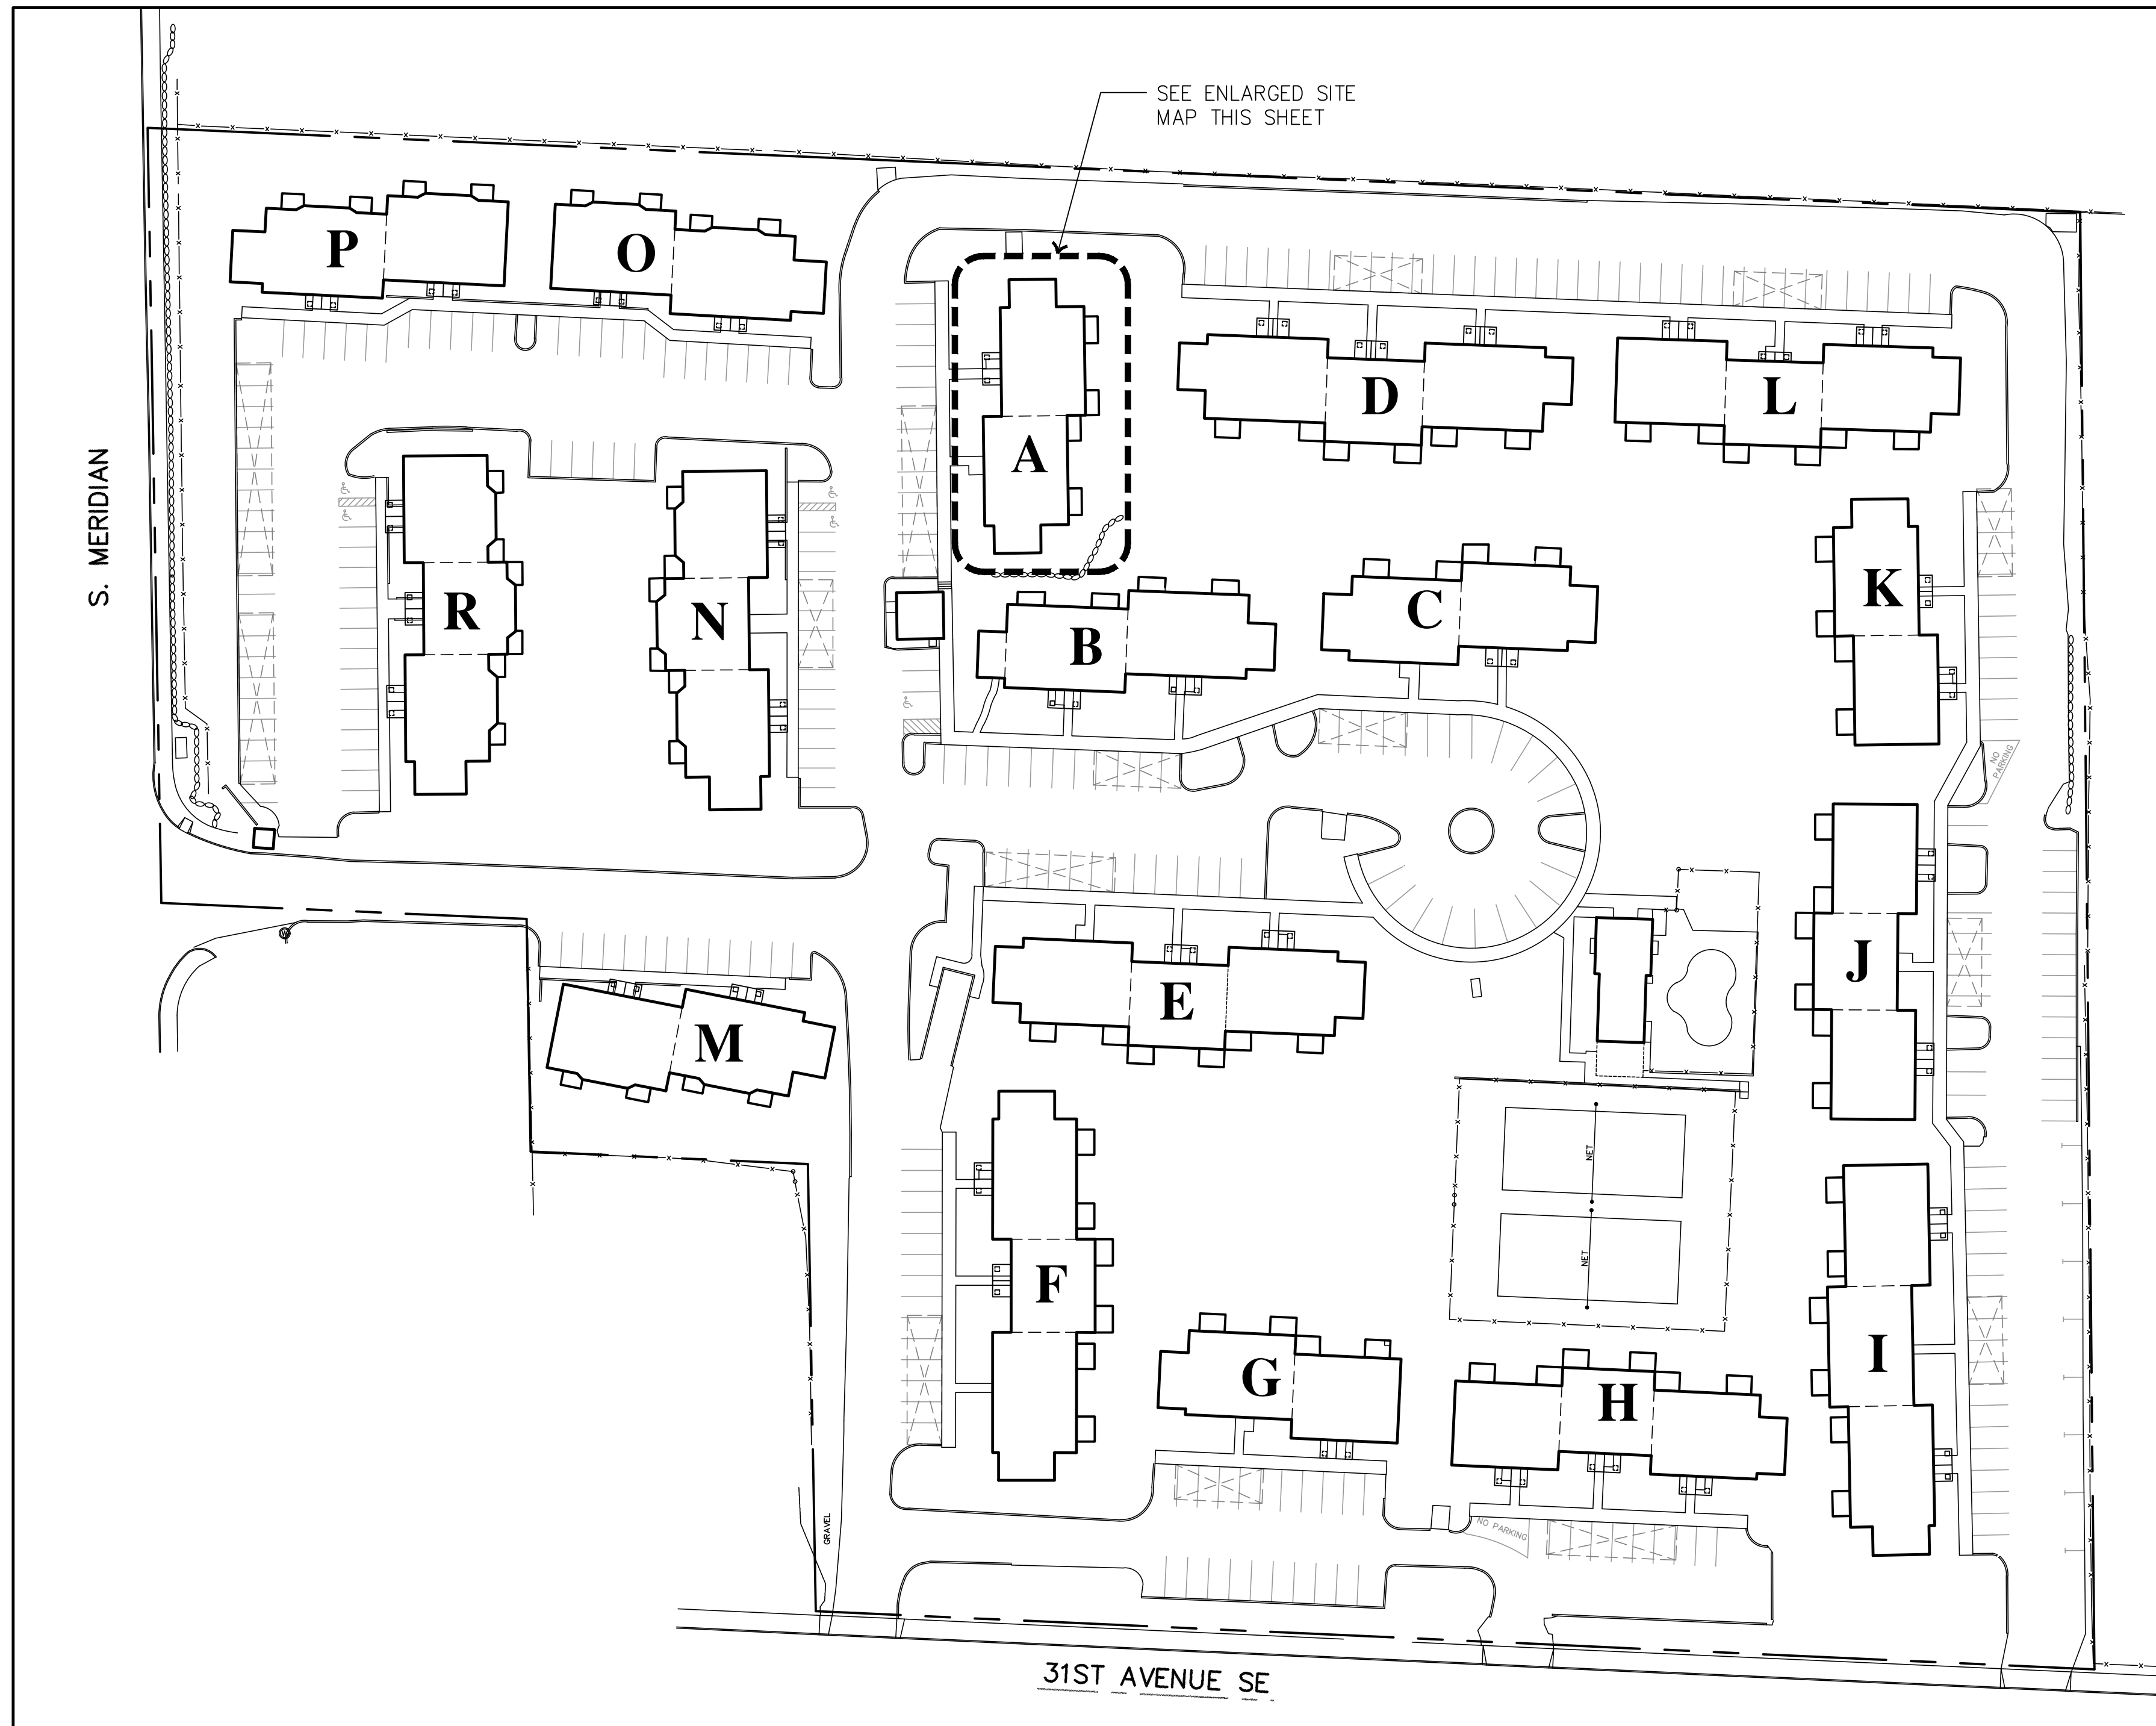 SEE ENLARGED SITE
MAP THIS SHEET
P
O
A
D
L
S. MERIDIAN
R
N
B
C
K
NO
PARKING
J
E
M
NET
NET
F
G
H
I
NO PARKING
GRAVEL
31ST AVENUE SE